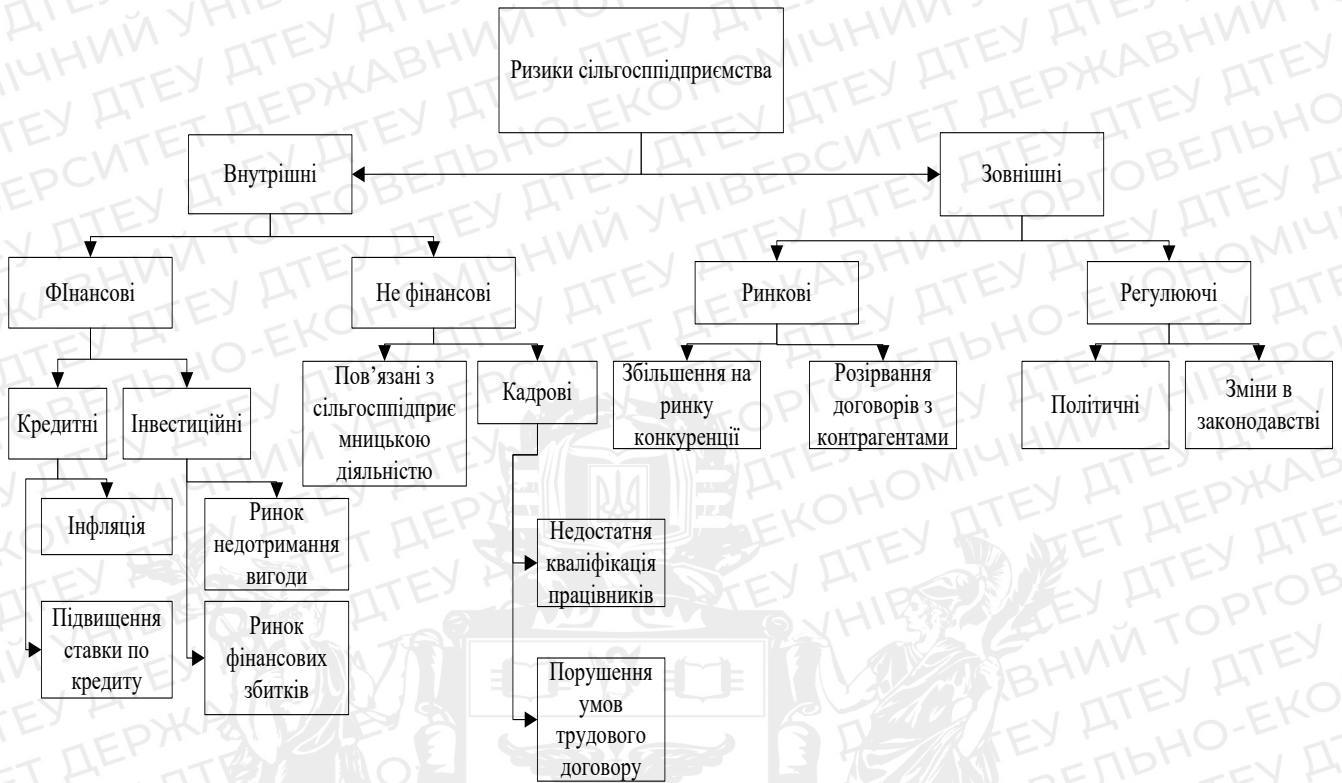 Ризики сільгосппідприємства
Внутрішні
Зовнішні
ФІнансові
Не фінансові
Ринкові
Регулюючі
Кредитні
Інвестиційні
Пов’язані з
сільгосппідприє
мницькою
діяльністю
Кадрові
Збільшення на
ринку
конкуренції
Розірвання
договорів з
контрагентами
Політичні
Зміни в
законодавстві
Інфляція
Ринок
недотримання
вигоди
Недостатня
кваліфікація
працівників
Підвищення
ставки по
кредиту
Ринок
фінансових
збитків
Порушення
умов
трудового
договору